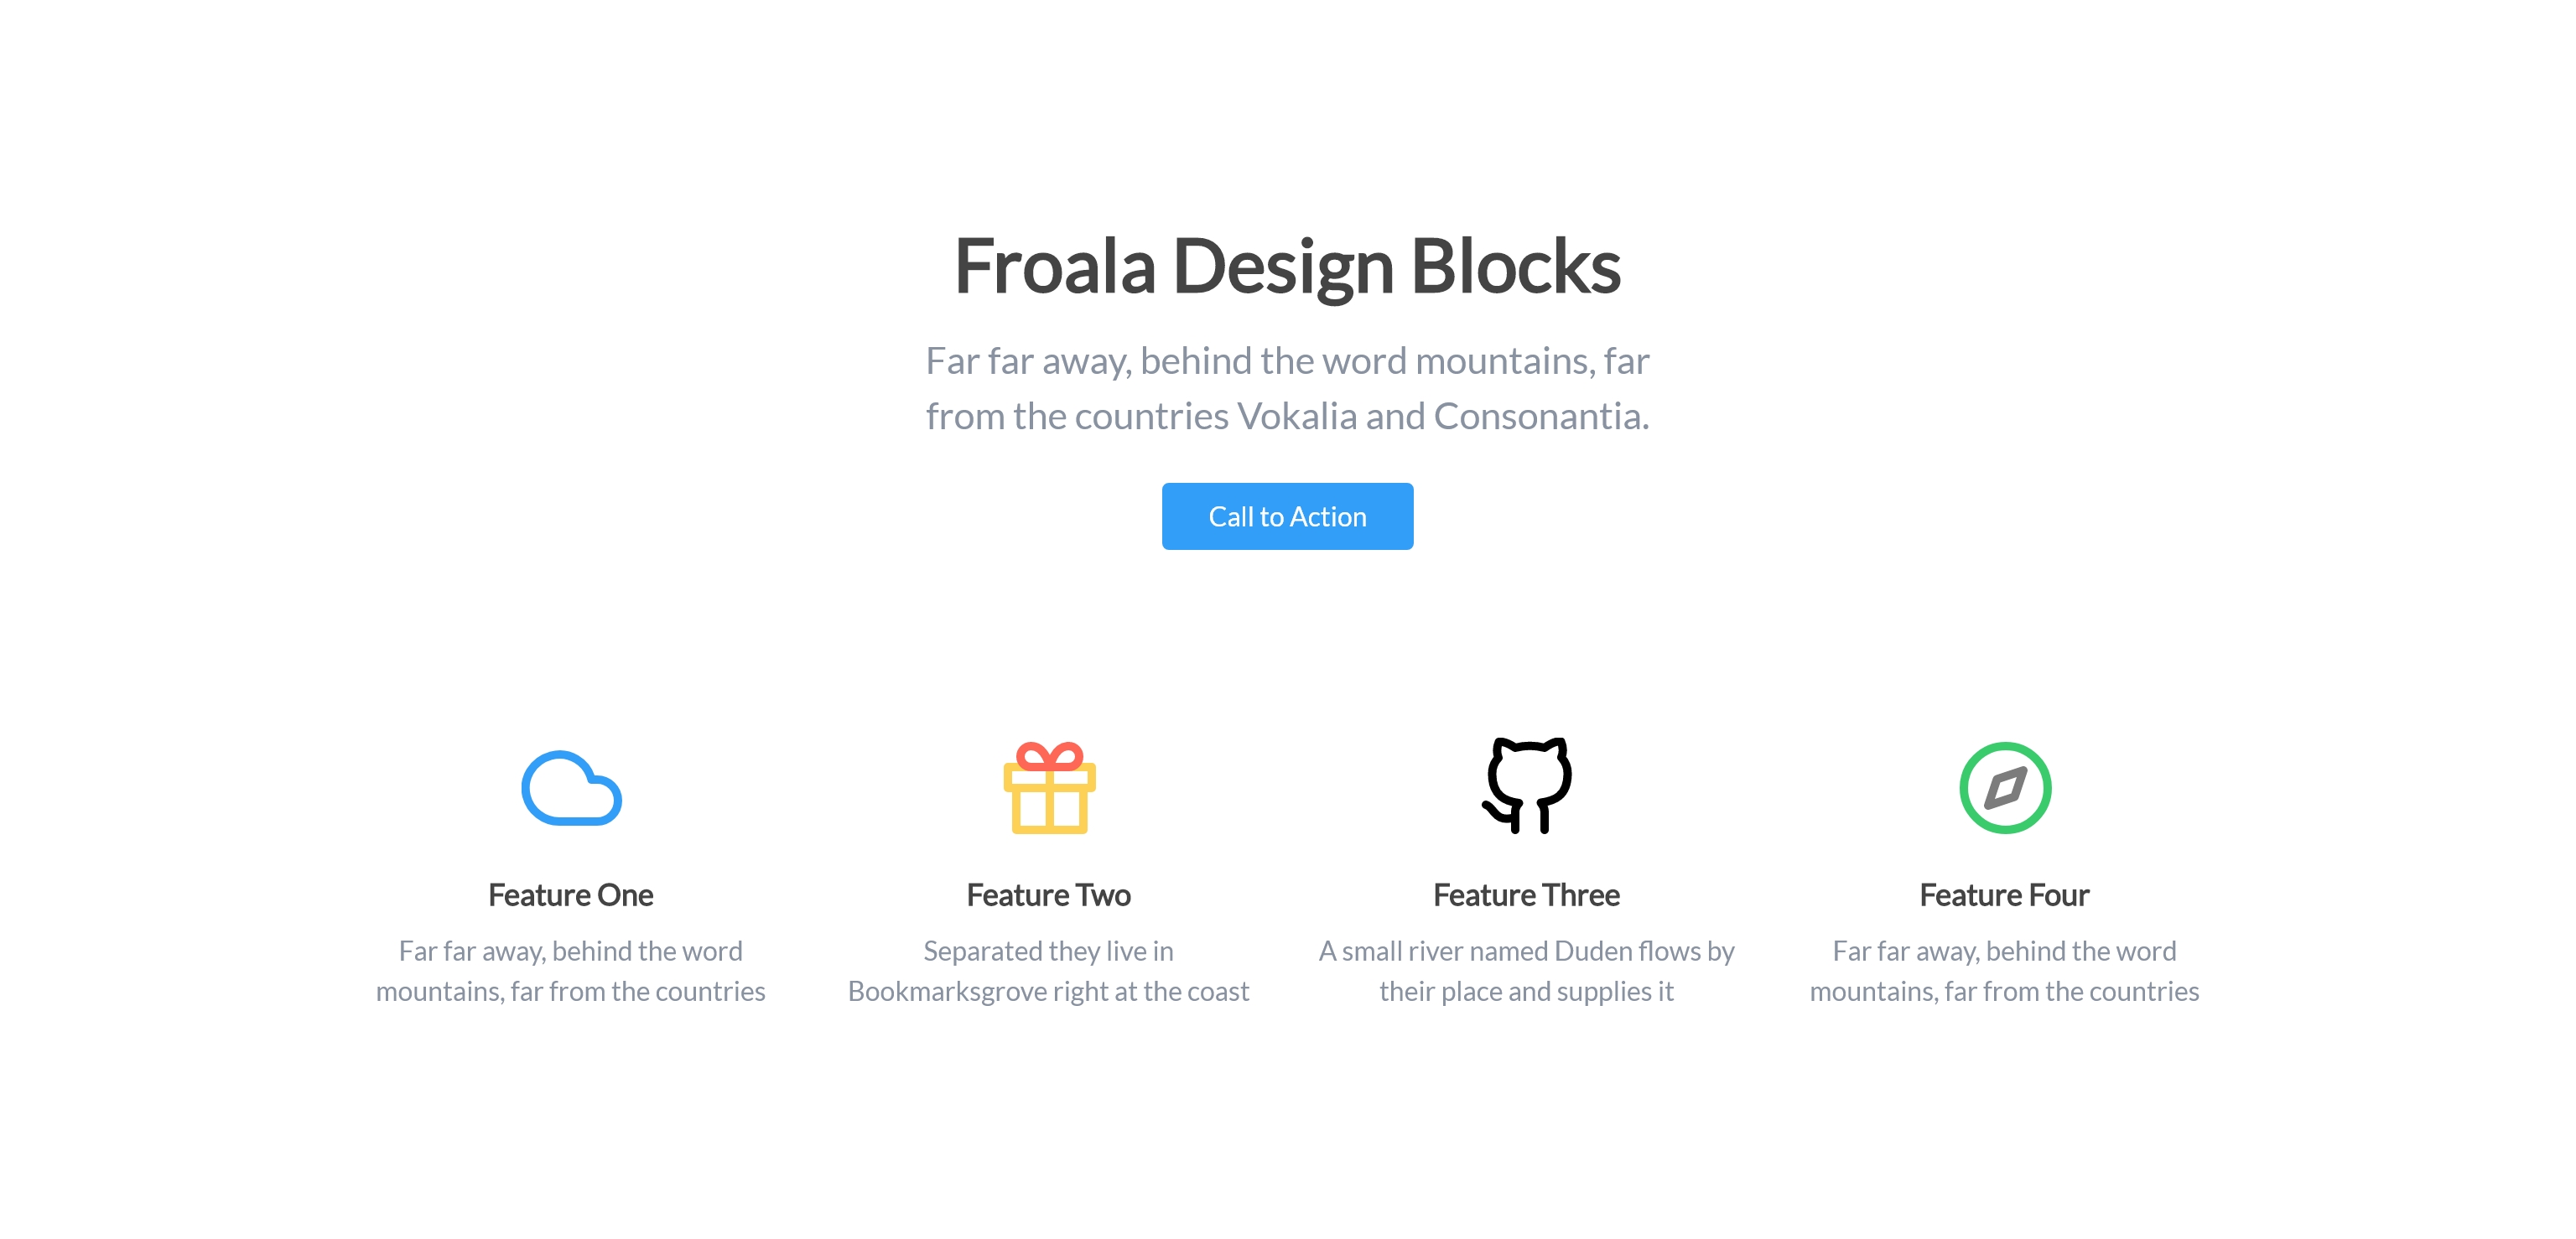 Froala Design Blocks
Far far away, behind the word mountains, far
from the countries Vokalia and Consonantia.
Call to Action
Feature One
Far far away, behind the word
mountains, far from the countries
Feature Two
Separated they live in
Bookmarksgrove right at the coast
Feature Three
A small river named Duden flows by
their place and supplies it
Feature Four
Far far away, behind the word
mountains, far from the countries